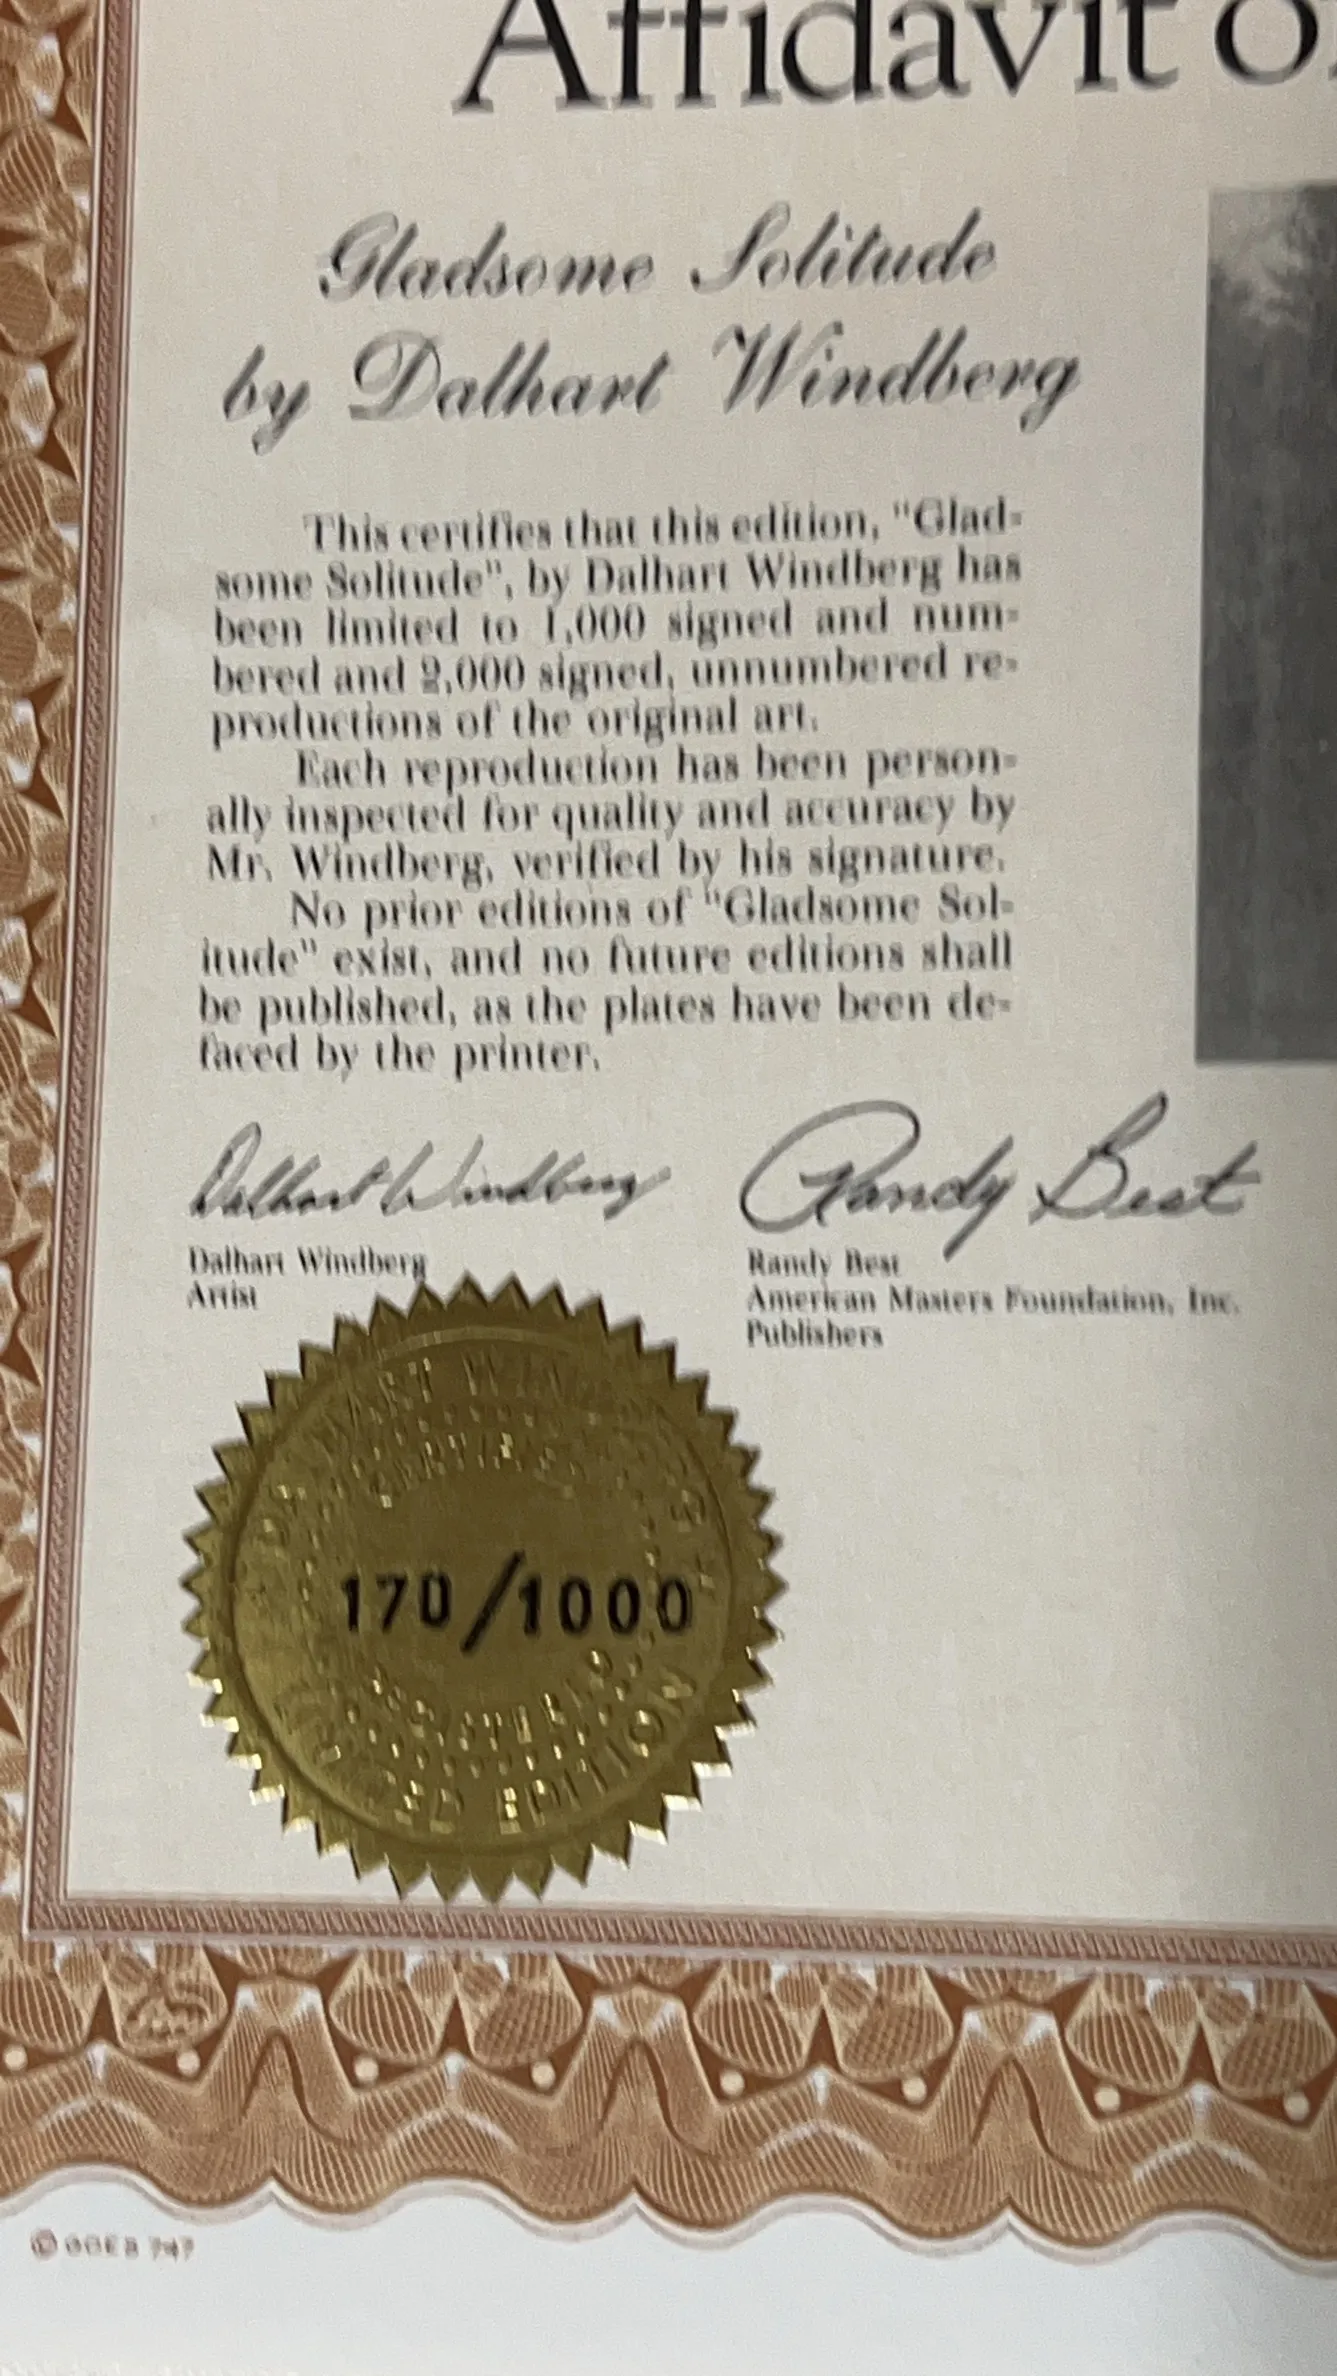 Affidavit of
Gladsome Solitude
by Dalhart Windberg
This certifies that this edition, "Glad-
some Solitude", by Dalhart Windberg has
been limited to 1,000 signed and num-
bered and 2,000 signed, unnumbered re-
productions of the original art.
Each reproduction has been person-
ally inspected for quality and accuracy by
Mr. Windberg, verified by his signature.
No prior editions of "Gladsome Sol-
itude" exist, and no future editions shall
be published, as the plates have been de-
faced by the printer.
Dalhart Windberg Randy Best
Dalhart Windberg Randy Best
Artist American Masters Foundation, Inc.
Publishers
170/1000
EDITION
© GOES 747